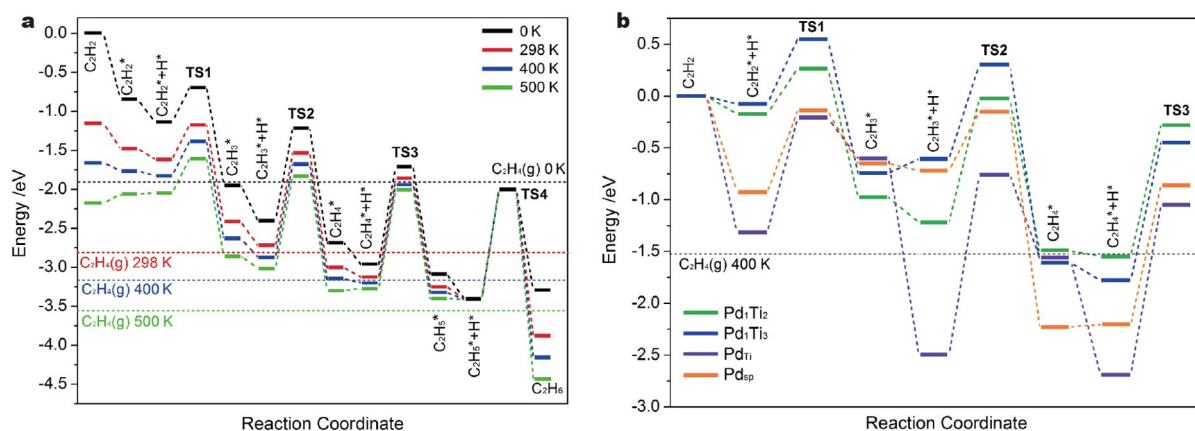 a
0.0
-0.5
-1.0
-1.5
-2.0
-2.5
-3.0
-3.5
-4.0
-4.5
Energy /eV
Reaction Coordinate
0 K
298 K
400 K
500 K
C₂H₂
C₂H₂*
C₂H₂*+H*
TS1
C₂H₃*
C₂H₃*+H*
TS2
C₂H₄*
C₂H₄*+H*
TS3
C₂H₅*
C₂H₅*+H*
TS4
C₂H₆
C₂H₄(g) 0 K
C₂H₄(g) 298 K
C₂H₄(g) 400 K
C₂H₄(g) 500 K
b
0.5
0.0
-0.5
-1.0
-1.5
-2.0
-2.5
-3.0
Energy /eV
Reaction Coordinate
C₂H₂
C₂H₂*+H*
TS1
C₂H₃*
C₂H₃*+H*
TS2
C₂H₄*
C₂H₄*+H*
TS3
C₂H₄(g) 400 K
Pd₁Ti₂
Pd₁Ti₃
Pd_Ti
Pd_sp